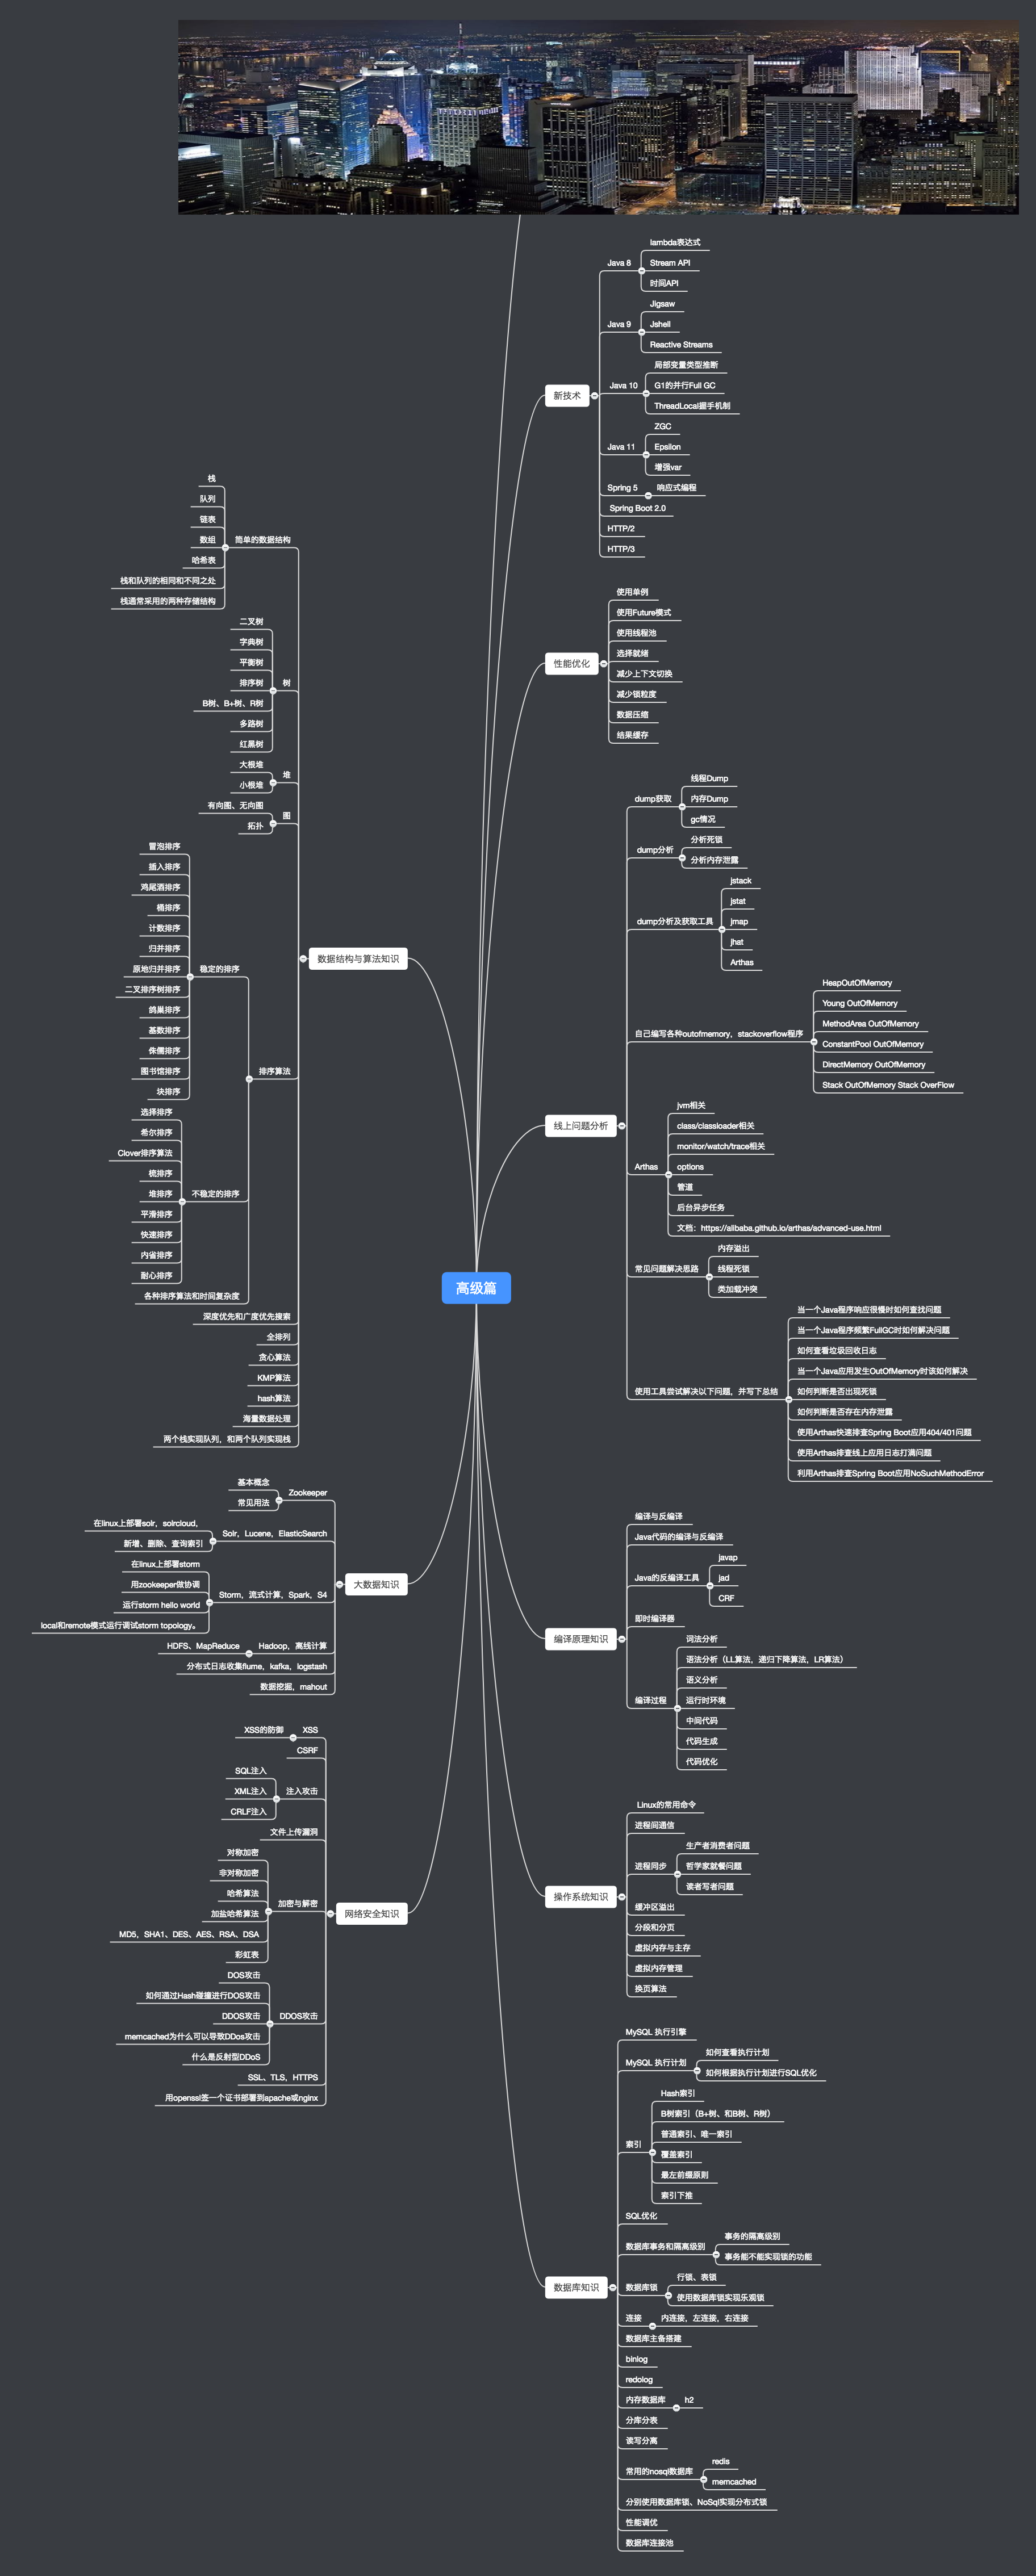 高级篇
新技术
Java 8
lambda表达式
Stream API
时间API
Java 9
Jigsaw
Jshell
Reactive Streams
Java 10
局部变量类型推断
G1的并行Full GC
ThreadLocal握手机制
Java 11
ZGC
Epsilon
增强var
Spring 5
响应式编程
Spring Boot 2.0
HTTP/2
HTTP/3
性能优化
使用单例
使用Future模式
使用线程池
选择就绪
减少上下文切换
减少锁粒度
数据压缩
结果缓存
线上问题分析
dump获取
线程Dump
内存Dump
gc情况
dump分析
分析死锁
分析内存泄露
dump分析及获取工具
jstack
jstat
jmap
jhat
Arthas
自己编写各种outofmemory，stackoverflow程序
HeapOutOfMemory
Young OutOfMemory
MethodArea OutOfMemory
ConstantPool OutOfMemory
DirectMemory OutOfMemory
Stack OutOfMemory Stack OverFlow
Arthas
jvm相关
class/classloader相关
monitor/watch/trace相关
options
管道
后台异步任务
文档：https://alibaba.github.io/arthas/advanced-use.html
常见问题解决思路
内存溢出
线程死锁
类加载冲突
使用工具尝试解决以下问题，并写下总结
当一个Java程序响应很慢时如何查找问题
当一个Java程序频繁FullGC时如何解决问题
如何查看垃圾回收日志
当一个Java应用发生OutOfMemory时该如何解决
如何判断是否出现死锁
如何判断是否存在内存泄露
使用Arthas快速排查Spring Boot应用404/401问题
使用Arthas排查线上应用日志打满问题
利用Arthas排查Spring Boot应用NoSuchMethodError
编译原理知识
编译与反编译
Java代码的编译与反编译
Java的反编译工具
javap
jad
CRF
即时编译器
编译过程
词法分析
语法分析（LL算法，递归下降算法，LR算法）
语义分析
运行时环境
中间代码
代码生成
代码优化
操作系统知识
Linux的常用命令
进程间通信
进程同步
生产者消费者问题
哲学家就餐问题
读者写者问题
缓冲区溢出
分段和分页
虚拟内存与主存
虚拟内存管理
换页算法
数据库知识
MySQL 执行引擎
MySQL 执行计划
如何查看执行计划
如何根据执行计划进行SQL优化
索引
Hash索引
B树索引（B+树、和B树、R树）
普通索引、唯一索引
覆盖索引
最左前缀原则
索引下推
SQL优化
数据库事务和隔离级别
事务的隔离级别
事务能不能实现锁的功能
数据库锁
行锁、表锁
使用数据库锁实现乐观锁
连接
内连接，左连接，右连接
数据库主备搭建
binlog
redolog
内存数据库
h2
分库分表
读写分离
常用的nosql数据库
redis
memcached
分别使用数据库锁、NoSql实现分布式锁
性能调优
数据库连接池
数据结构与算法知识
简单的数据结构
栈
队列
链表
数组
哈希表
栈和队列的相同和不同之处
栈通常采用的两种存储结构
树
二叉树
字典树
平衡树
排序树
B树、B+树、R树
多路树
红黑树
堆
大根堆
小根堆
图
有向图、无向图
拓扑
排序算法
稳定的排序
冒泡排序
插入排序
鸡尾酒排序
桶排序
计数排序
归并排序
原地归并排序
二叉排序树排序
鸽巢排序
基数排序
侏儒排序
图书馆排序
块排序
不稳定的排序
选择排序
希尔排序
Clover排序算法
梳排序
堆排序
平滑排序
快速排序
内省排序
耐心排序
各种排序算法和时间复杂度
深度优先和广度优先搜索
全排列
贪心算法
KMP算法
hash算法
海量数据处理
两个栈实现队列，和两个队列实现栈
大数据知识
Zookeeper
基本概念
常见用法
Solr，Lucene，ElasticSearch
在linux上部署solr，solrcloud，
新增、删除、查询索引
Storm，流式计算，Spark，S4
在linux上部署storm
用zookeeper做协调
运行storm hello world
local和remote模式运行调试storm topology。
Hadoop，离线计算
HDFS、MapReduce
分布式日志收集flume，kafka，logstash
数据挖掘，mahout
网络安全知识
XSS
XSS的防御
CSRF
注入攻击
SQL注入
XML注入
CRLF注入
文件上传漏洞
加密与解密
对称加密
非对称加密
哈希算法
加盐哈希算法
MD5，SHA1、DES、AES、RSA、DSA
彩虹表
DDOS攻击
DOS攻击
如何通过Hash碰撞进行DOS攻击
DDOS攻击
memcached为什么可以导致DDos攻击
什么是反射型DDoS
SSL、TLS，HTTPS
用openssl签一个证书部署到apache或nginx